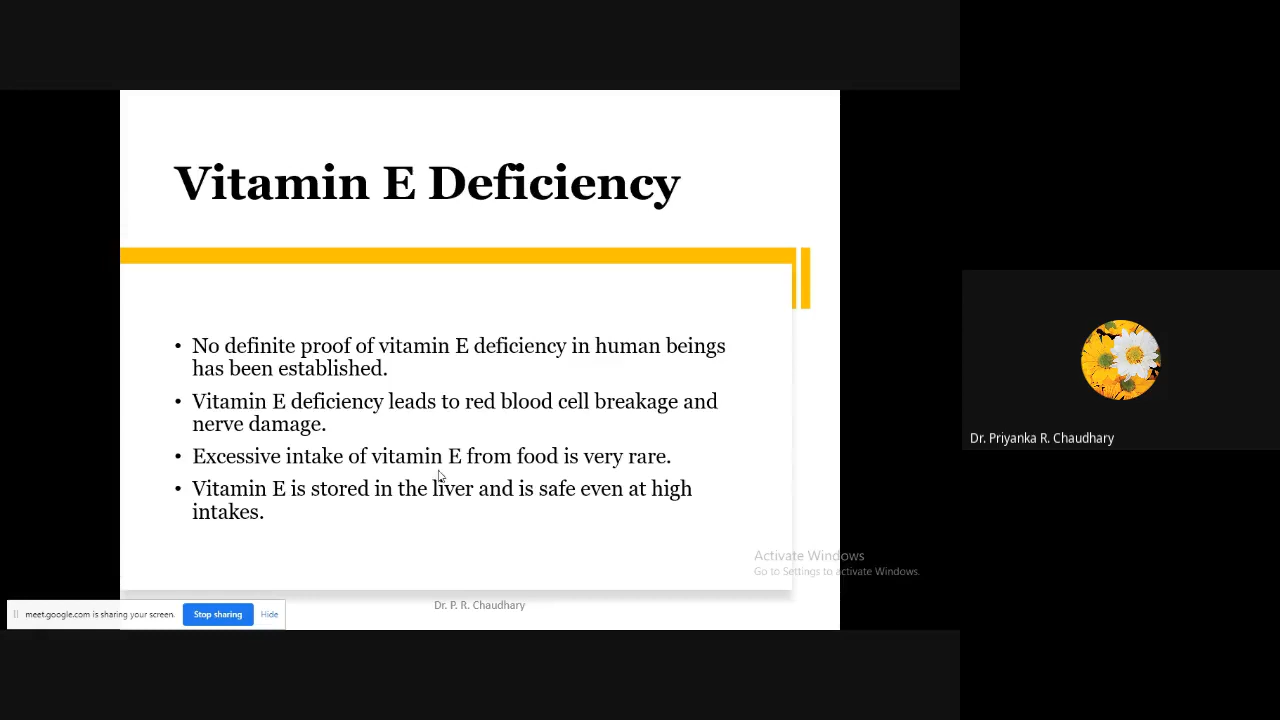 Vitamin E Deficiency
• No definite proof of vitamin E deficiency in human beings
has been established.
• Vitamin E deficiency leads to red blood cell breakage and
nerve damage.
• Excessive intake of vitamin E from food is very rare.
• Vitamin E is stored in the liver and is safe even at high
intakes.
Dr. Priyanka R. Chaudhary
Activate Windows
Go to Settings to activate Windows.
Dr. P. R. Chaudhary
meet.google.com is sharing your screen.
Stop sharing
Hide